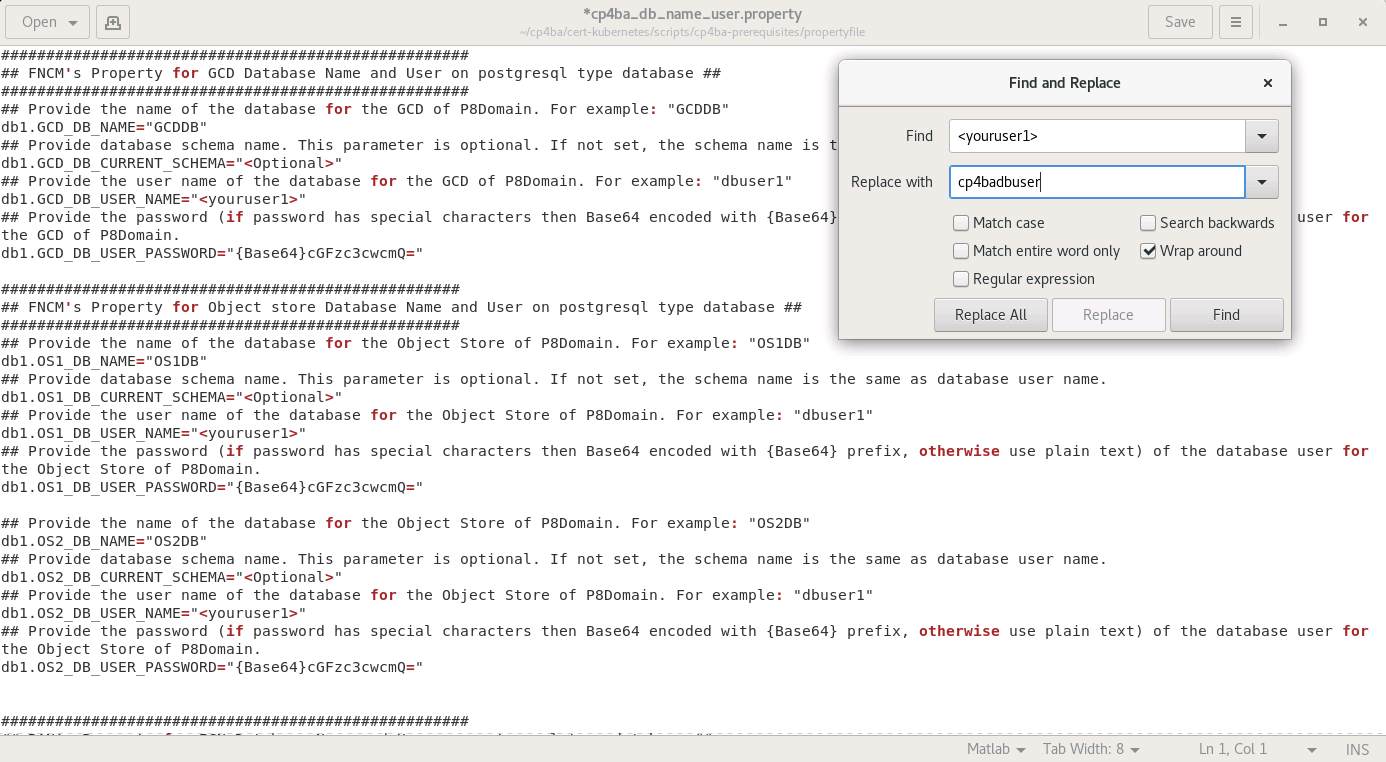 Open
*cp4ba_db_name_user.property
~/cp4ba/cert-kubernetes/scripts/cp4ba-prerequisites/propertyfile
Save
####################################################
## FNCM's Property for GCD Database Name and User on postgresql type database ##
####################################################
## Provide the name of the database for the GCD of P8Domain. For example: "GCDDB"
db1.GCD_DB_NAME="GCDDB"
## Provide database schema name. This parameter is optional. If not set, the schema name is t
db1.GCD_DB_CURRENT_SCHEMA="<Optional>"
## Provide the user name of the database for the GCD of P8Domain. For example: "dbuser1"
db1.GCD_DB_USER_NAME="<youruser1>"
## Provide the password (if password has special characters then Base64 encoded with {Base64} user for
the GCD of P8Domain.
db1.GCD_DB_USER_PASSWORD="{Base64}cGFzc3cwcmQ="
###################################################
## FNCM's Property for Object store Database Name and User on postgresql type database ##
###################################################
## Provide the name of the database for the Object Store of P8Domain. For example: "OS1DB"
db1.OS1_DB_NAME="OS1DB"
## Provide database schema name. This parameter is optional. If not set, the schema name is the same as database user name.
db1.OS1_DB_CURRENT_SCHEMA="<Optional>"
## Provide the user name of the database for the Object Store of P8Domain. For example: "dbuser1"
db1.OS1_DB_USER_NAME="<youruser1>"
## Provide the password (if password has special characters then Base64 encoded with {Base64} prefix, otherwise use plain text) of the database user for
the Object Store of P8Domain.
db1.OS1_DB_USER_PASSWORD="{Base64}cGFzc3cwcmQ="
## Provide the name of the database for the Object Store of P8Domain. For example: "OS2DB"
db1.OS2_DB_NAME="OS2DB"
## Provide database schema name. This parameter is optional. If not set, the schema name is the same as database user name.
db1.OS2_DB_CURRENT_SCHEMA="<Optional>"
## Provide the user name of the database for the Object Store of P8Domain. For example: "dbuser1"
db1.OS2_DB_USER_NAME="<youruser1>"
## Provide the password (if password has special characters then Base64 encoded with {Base64} prefix, otherwise use plain text) of the database user for
the Object Store of P8Domain.
db1.OS2_DB_USER_PASSWORD="{Base64}cGFzc3cwcmQ="
####################################################
Find and Replace
Find
<youruser1>
Replace with
cp4badbuser
Match case
Search backwards
Match entire word only
Wrap around
Regular expression
Replace All
Replace
Find
Matlab
Tab Width: 8
Ln 1, Col 1
INS